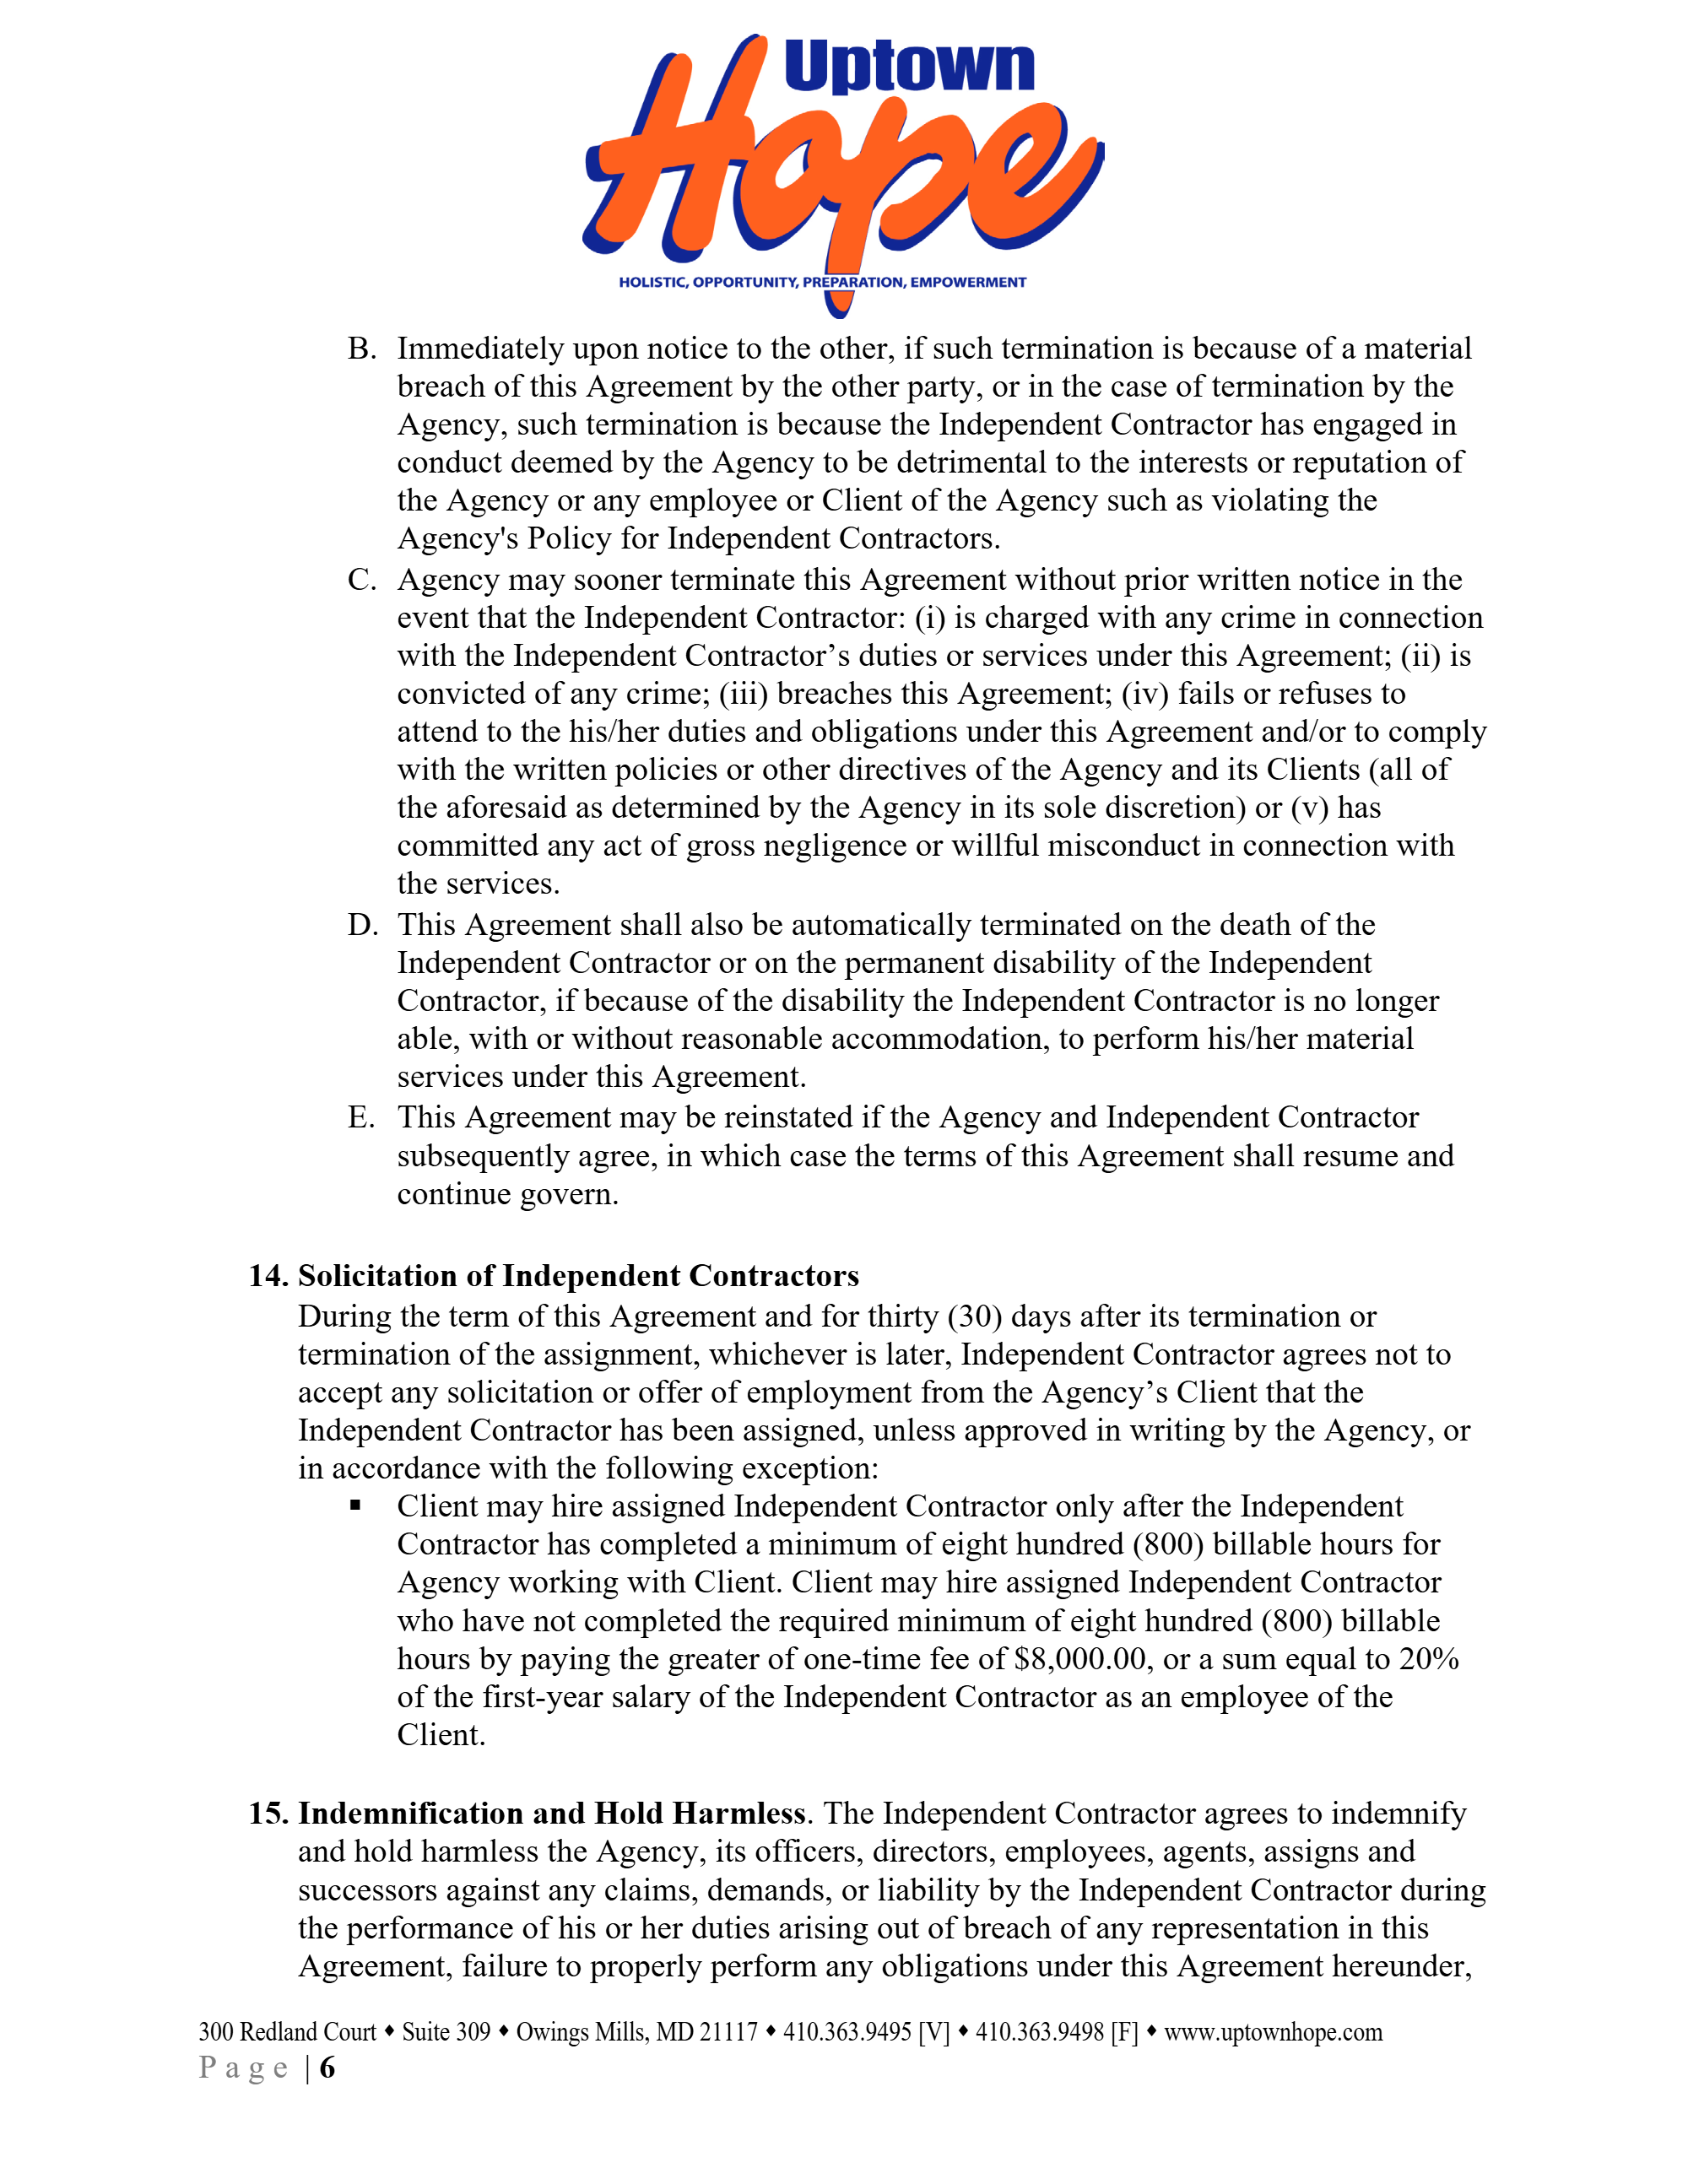 Uptown
Hope
HOLISTIC, OPPORTUNITY, PREPARATION, EMPOWERMENT
B. Immediately upon notice to the other, if such termination is because of a material
breach of this Agreement by the other party, or in the case of termination by the
Agency, such termination is because the Independent Contractor has engaged in
conduct deemed by the Agency to be detrimental to the interests or reputation of
the Agency or any employee or Client of the Agency such as violating the
Agency's Policy for Independent Contractors.
C. Agency may sooner terminate this Agreement without prior written notice in the
event that the Independent Contractor: (i) is charged with any crime in connection
with the Independent Contractor’s duties or services under this Agreement; (ii) is
convicted of any crime; (iii) breaches this Agreement; (iv) fails or refuses to
attend to the his/her duties and obligations under this Agreement and/or to comply
with the written policies or other directives of the Agency and its Clients (all of
the aforesaid as determined by the Agency in its sole discretion) or (v) has
committed any act of gross negligence or willful misconduct in connection with
the services.
D. This Agreement shall also be automatically terminated on the death of the
Independent Contractor or on the permanent disability of the Independent
Contractor, if because of the disability the Independent Contractor is no longer
able, with or without reasonable accommodation, to perform his/her material
services under this Agreement.
E. This Agreement may be reinstated if the Agency and Independent Contractor
subsequently agree, in which case the terms of this Agreement shall resume and
continue govern.
14. Solicitation of Independent Contractors
During the term of this Agreement and for thirty (30) days after its termination or
termination of the assignment, whichever is later, Independent Contractor agrees not to
accept any solicitation or offer of employment from the Agency’s Client that the
Independent Contractor has been assigned, unless approved in writing by the Agency, or
in accordance with the following exception:
▪ Client may hire assigned Independent Contractor only after the Independent
Contractor has completed a minimum of eight hundred (800) billable hours for
Agency working with Client. Client may hire assigned Independent Contractor
who have not completed the required minimum of eight hundred (800) billable
hours by paying the greater of one-time fee of $8,000.00, or a sum equal to 20%
of the first-year salary of the Independent Contractor as an employee of the
Client.
15. Indemnification and Hold Harmless. The Independent Contractor agrees to indemnify
and hold harmless the Agency, its officers, directors, employees, agents, assigns and
successors against any claims, demands, or liability by the Independent Contractor during
the performance of his or her duties arising out of breach of any representation in this
Agreement, failure to properly perform any obligations under this Agreement hereunder,
300 Redland Court ♦ Suite 309 ♦ Owings Mills, MD 21117 ♦ 410.363.9495 [V] ♦ 410.363.9498 [F] ♦ www.uptownhope.com
Page | 6